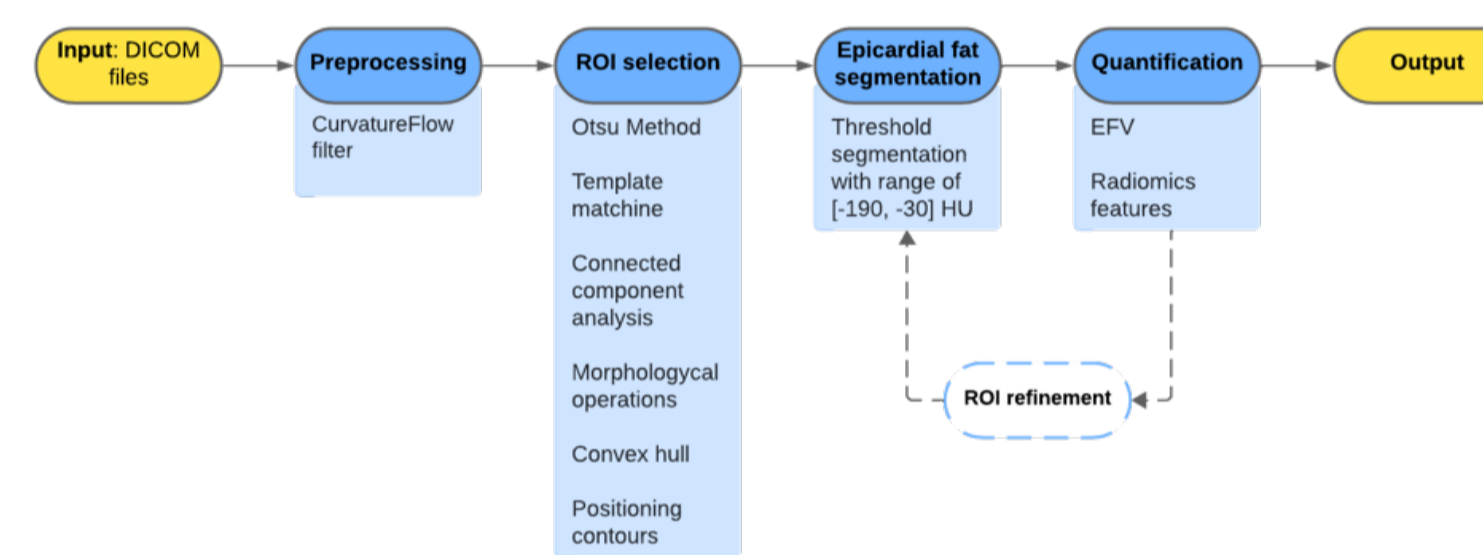 Input: DICOM
files
Preprocessing
CurvatureFlow
filter
ROI selection
Otsu Method
Template
matchine
Connected
component
analysis
Morphologycal
operations
Convex hull
Positioning
contours
Epicardial fat
segmentation
Threshold
segmentation
with range of
[-190, -30] HU
Quantification
EFV
Radiomics
features
ROI refinement
Output